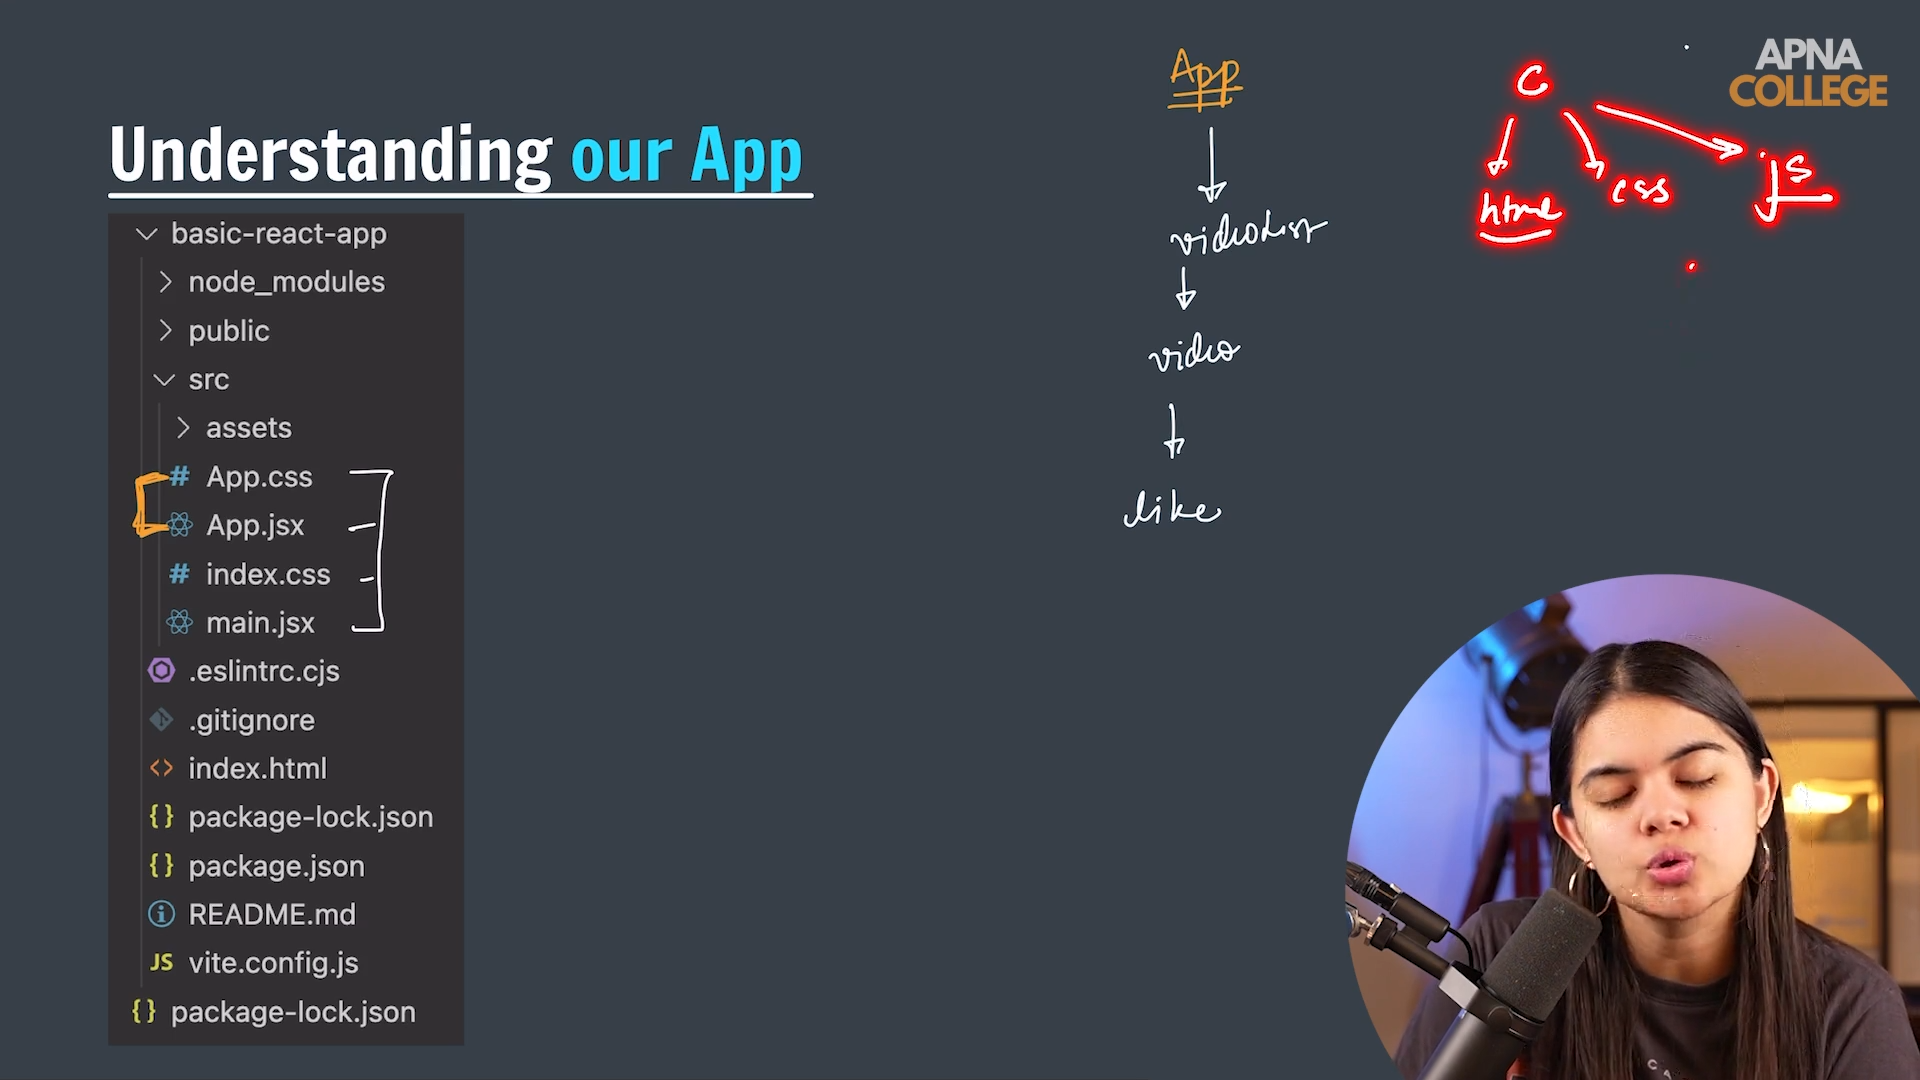 APNA
COLLEGE
Understanding our App
basic-react-app
node_modules
public
src
assets
# App.css
App.jsx
# index.css
main.jsx
.eslintrc.cjs
.gitignore
<> index.html
{} package-lock.json
{} package.json
README.md
JS vite.config.js
{} package-lock.json
App
videoList
video
like
C
html
css
js